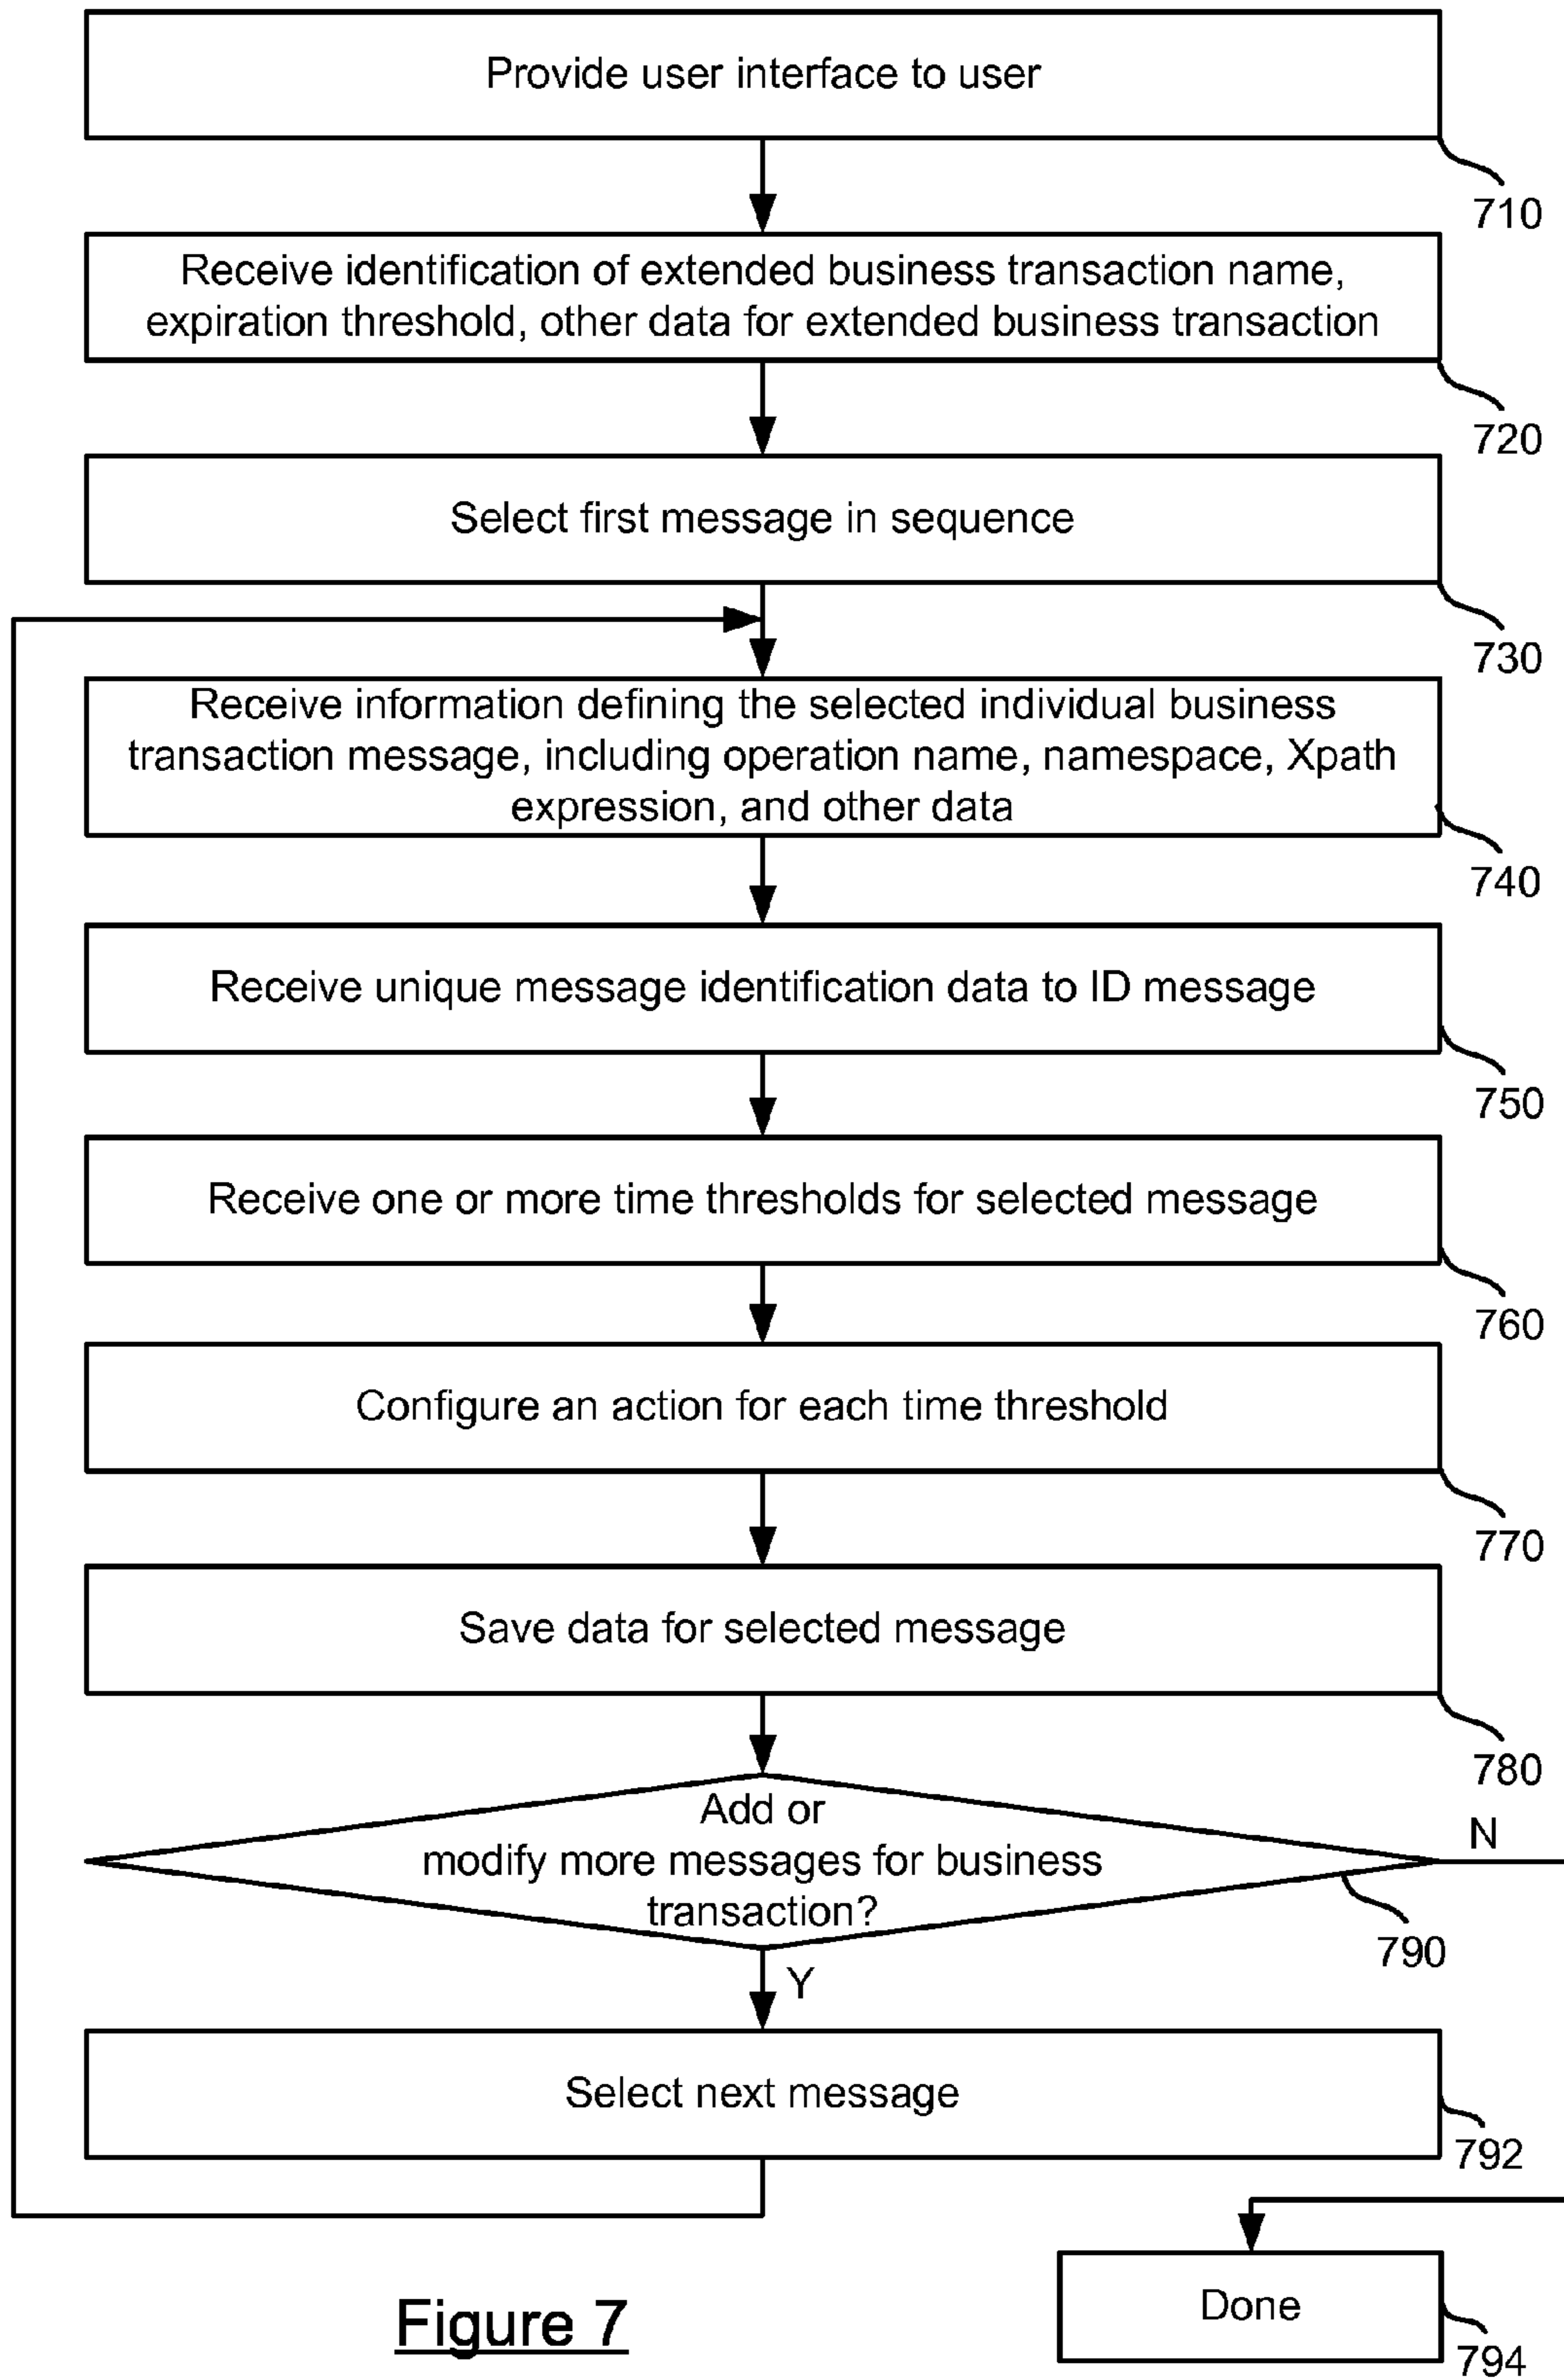 Provide user interface to user
710
Receive identification of extended business transaction name,
expiration threshold, other data for extended business transaction
720
Select first message in sequence
730
Receive information defining the selected individual business
transaction message, including operation name, namespace, Xpath
expression, and other data
740
Receive unique message identification data to ID message
750
Receive one or more time thresholds for selected message
760
Configure an action for each time threshold
770
Save data for selected message
780
Add or
modify more messages for business
transaction?
N
790
Y
Select next message
792
Done
794
Figure 7